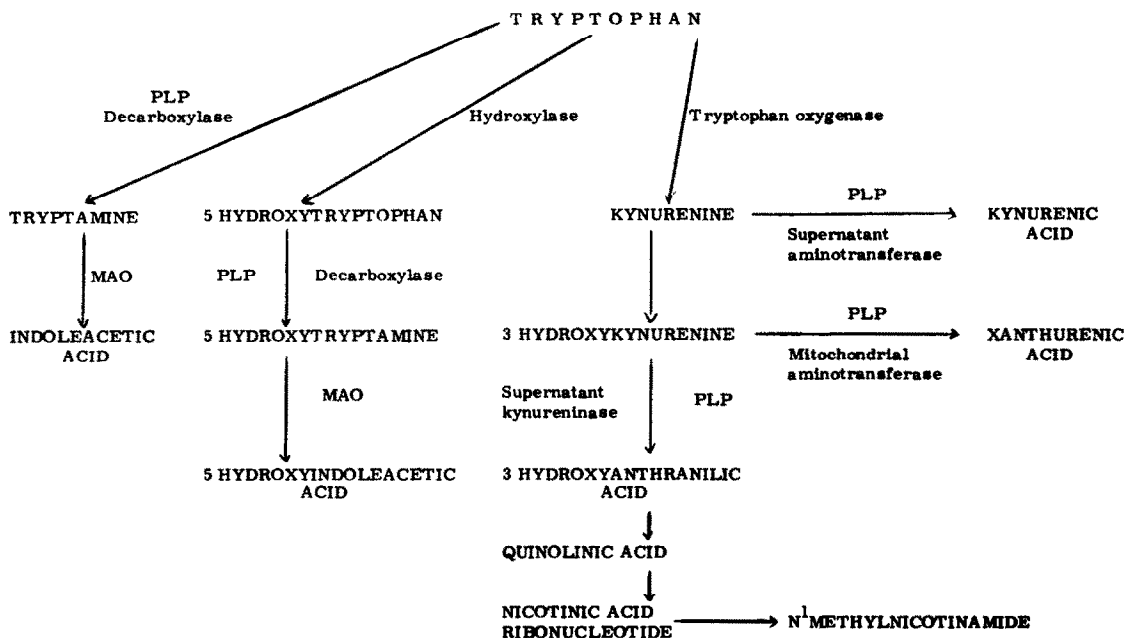 TRYPTOPHAN
PLP
Decarboxylase
Hydroxylase
Tryptophan oxygenase
TRYPTAMINE
5 HYDROXYTRYPTOPHAN
KYNURENINE
PLP
Supernatant
aminotransferase
KYNURENIC
ACID
MAO
PLP
Decarboxylase
INDOLEACETIC
ACID
5 HYDROXYTRYPTAMINE
3 HYDROXYKYNURENINE
PLP
Mitochondrial
aminotransferase
XANTHURENIC
ACID
MAO
Supernatant
kynureninase
PLP
5 HYDROXYINDOLEACETIC
ACID
3 HYDROXYANTHRANILIC
ACID
QUINOLINIC ACID
NICOTINIC ACID
RIBONUCLEOTIDE
N¹METHYLNICOTINAMIDE